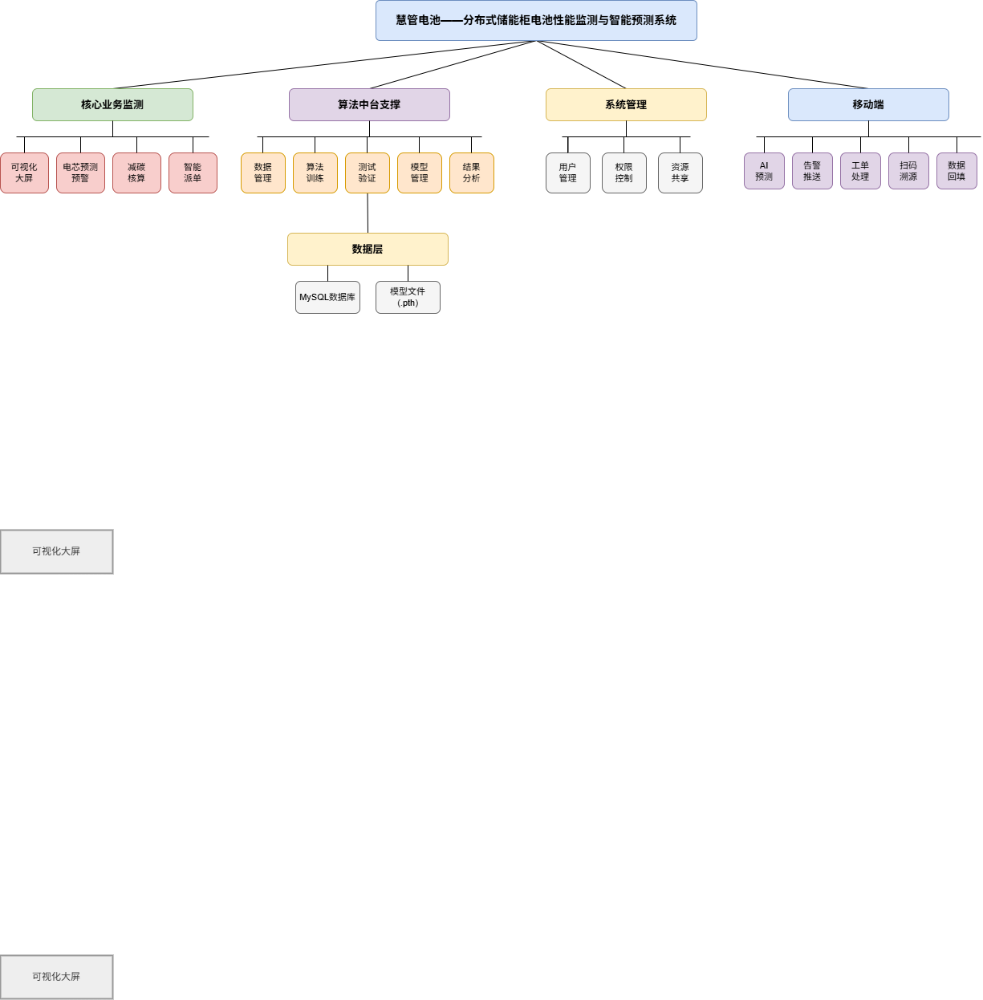 慧管电池——分布式储能柜电池性能监测与智能预测系统
核心业务监测
算法中台支撑
系统管理
移动端
可视化
大屏
电芯预测
预警
减碳
核算
智能
派单
数据
管理
算法
训练
测试
验证
模型
管理
结果
分析
用户
管理
权限
控制
资源
共享
AI
预测
告警
推送
工单
处理
扫码
溯源
数据
回填
数据层
MySQL数据库
模型文件
（.pth）
可视化大屏
可视化大屏